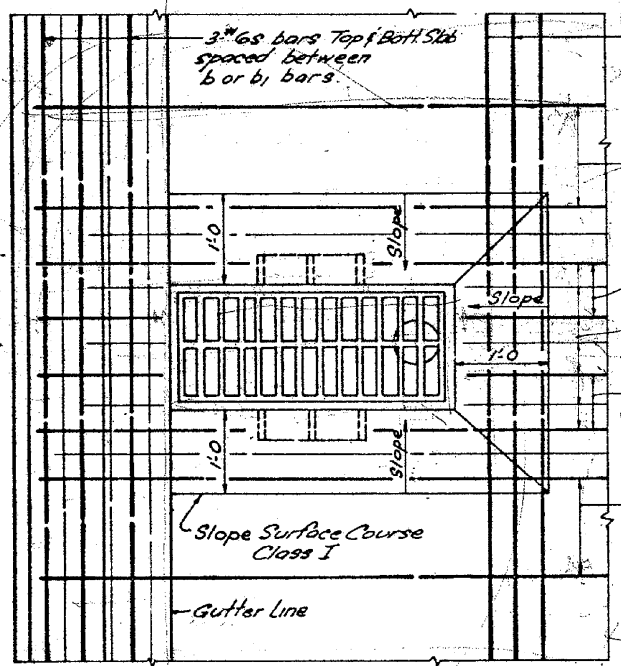 3 #6s bars Top & Bott. Slab
spaced between
b or b₁ bars.
1'-0
Slope
Slope
1'-0
1'-0
Slope
Slope Surface Course
Class I
Gutter Line